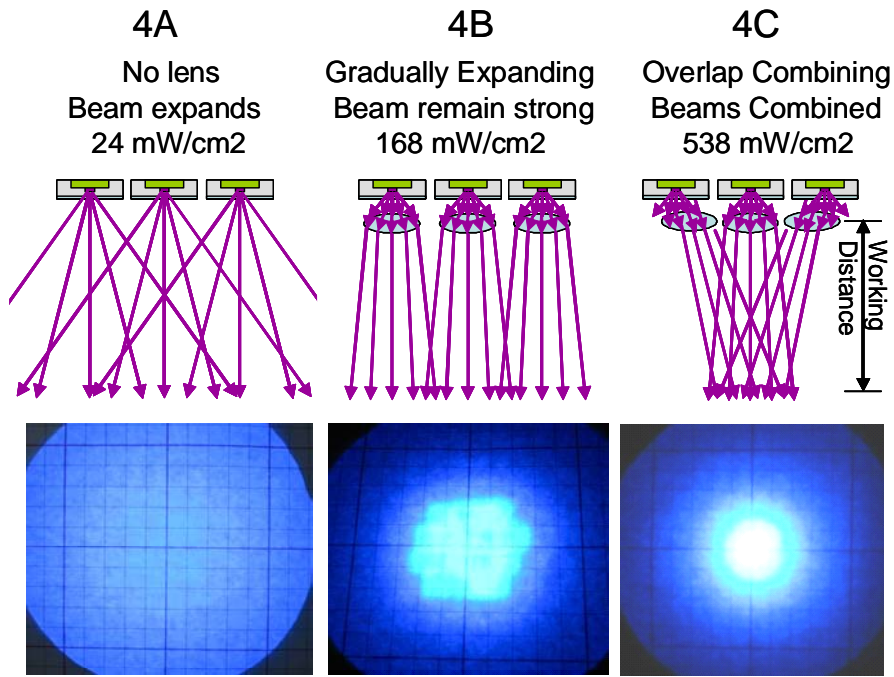 4A
No lens
Beam expands
24 mW/cm2
4B
Gradually Expanding
Beam remain strong
168 mW/cm2
4C
Overlap Combining
Beams Combined
538 mW/cm2
Working
Distance